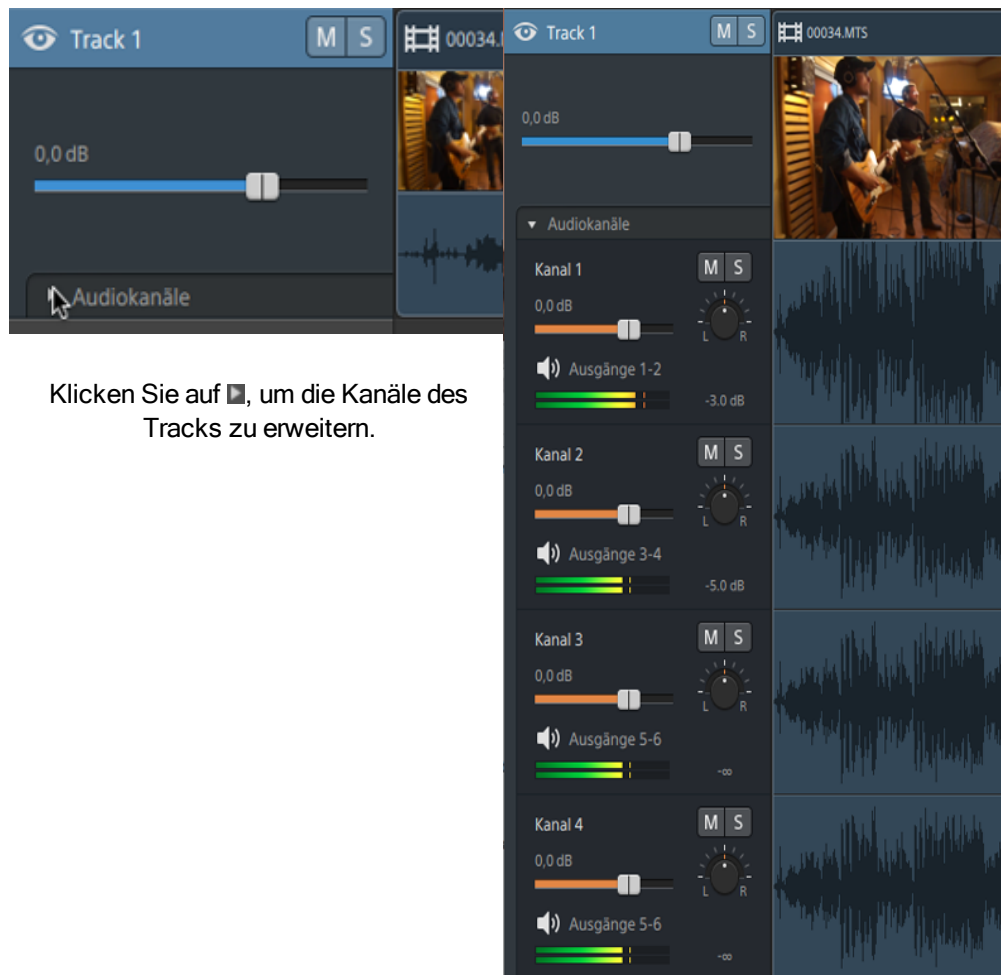 Track 1
M S
00034.
0,0 dB
Audiokanäle
Klicken Sie auf , um die Kanäle des
Tracks zu erweitern.
Track 1
M S
00034.MTS
0,0 dB
Audiokanäle
Kanal 1
M S
0,0 dB
L R
Ausgänge 1-2
-3.0 dB
Kanal 2
M S
0,0 dB
L R
Ausgänge 3-4
-5.0 dB
Kanal 3
M S
0,0 dB
L R
Ausgänge 5-6
-∞
Kanal 4
M S
0,0 dB
L R
Ausgänge 5-6
-∞